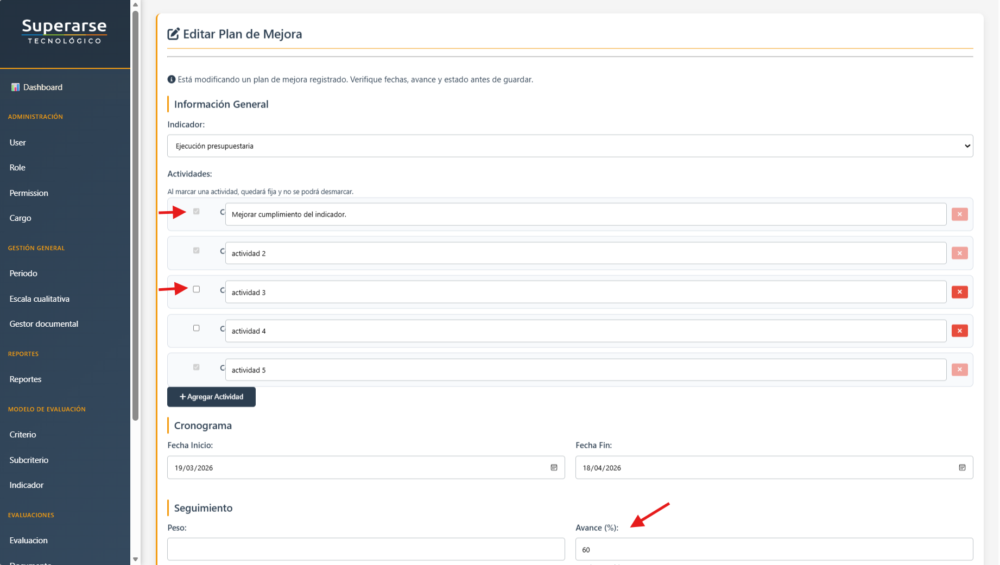 Superarse
TECNOLÓGICO
Dashboard
ADMINISTRACIÓN
User
Role
Permission
Cargo
GESTIÓN GENERAL
Periodo
Escala cualitativa
Gestor documental
REPORTES
Reportes
MODELO DE EVALUACIÓN
Criterio
Subcriterio
Indicador
EVALUACIONES
Evaluacion
Editar Plan de Mejora
Está modificando un plan de mejora registrado. Verifique fechas, avance y estado antes de guardar.
Información General
Indicador:
Ejecución presupuestaria
Actividades:
Al marcar una actividad, quedará fija y no se podrá desmarcar.
Mejorar cumplimiento del indicador.
actividad 2
actividad 3
actividad 4
actividad 5
+ Agregar Actividad
Cronograma
Fecha Inicio:
Fecha Fin:
19/03/2026
18/04/2026
Seguimiento
Peso:
Avance (%):
60